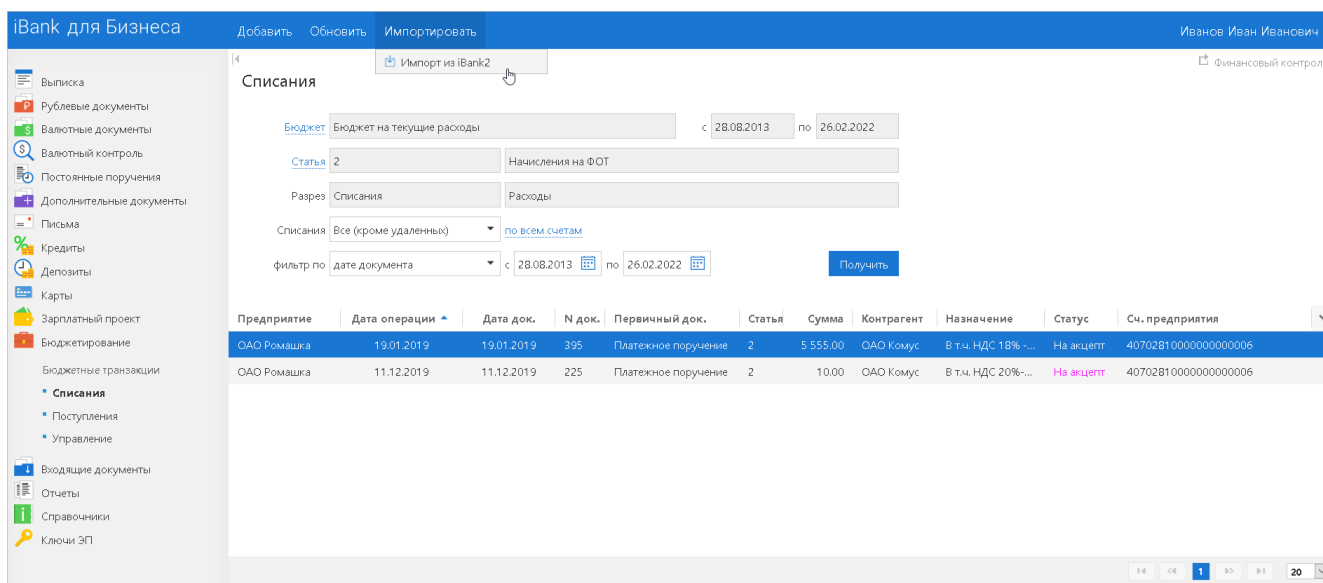 iBank для Бизнеса
Добавить Обновить Импортировать Иванов Иван Иванович
Импорт из iBank2
Финансовый контрол
Выписка
Рублевые документы
Валютные документы
Валютный контроль
Постоянные поручения
Дополнительные документы
Письма
Кредиты
Депозиты
Карты
Зарплатный проект
Бюджетирование
Бюджетные транзакции
Списания
Поступления
Управление
Входящие документы
Отчеты
Справочники
Ключи ЭП
Списания
Бюджет Бюджет на текущие расходы с 28.08.2013 по 26.02.2022
Статья 2 Начисления на ФОТ
Разрез Списания Расходы
Списания Все (кроме удаленных) по всем счетам
фильтр по дате документа с 28.08.2013 по 26.02.2022 Получить
Предприятие Дата операции Дата док. N док. Первичный док. Статья Сумма Контрагент Назначение Статус Сч. предприятия
ОАО Ромашка 19.01.2019 19.01.2019 395 Платежное поручение 2 5 555.00 ОАО Комус В т.ч. НДС 18% -... На акцепт 40702810000000000006
ОАО Ромашка 11.12.2019 11.12.2019 225 Платежное поручение 2 10.00 ОАО Комус В т.ч. НДС 20%-... На акцепт 40702810000000000006
1 20